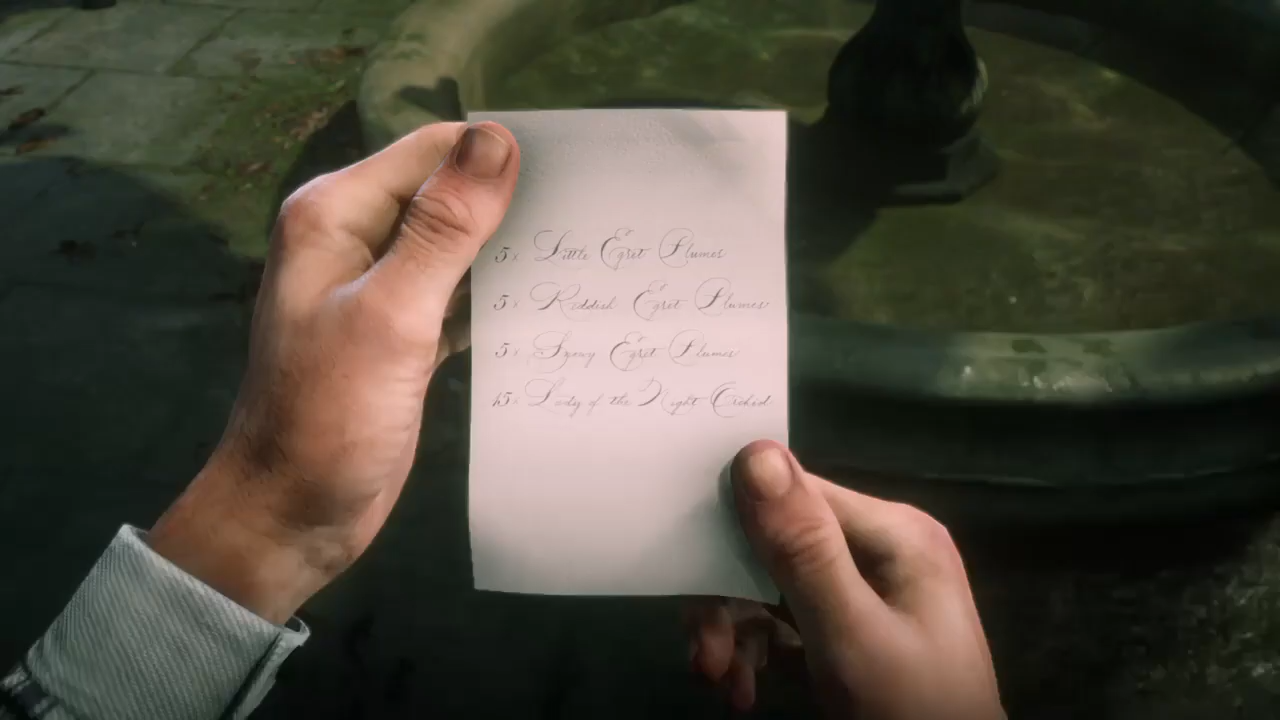 5x Little Egret Plumes
5x Reddish Egret Plumes
5x Snowy Egret Plumes
15x Lady of the Night Orchid